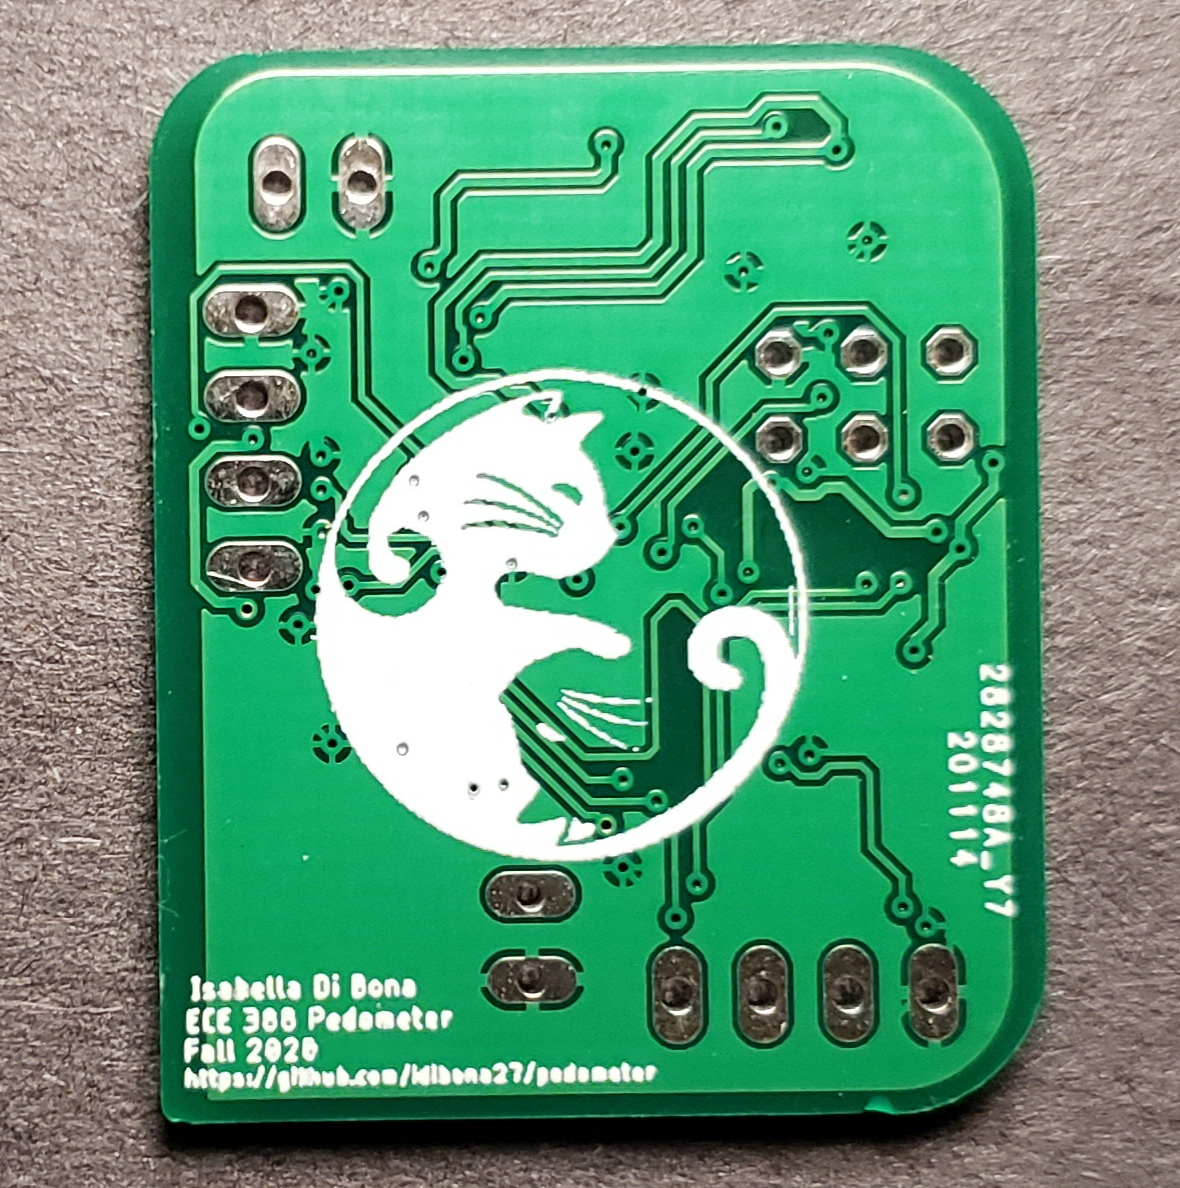 2828748A_Y7
201114
Isabella Di Bona
ECE 388 Pedometer
Fall 2020
https://github.com/idibona27/pedometer